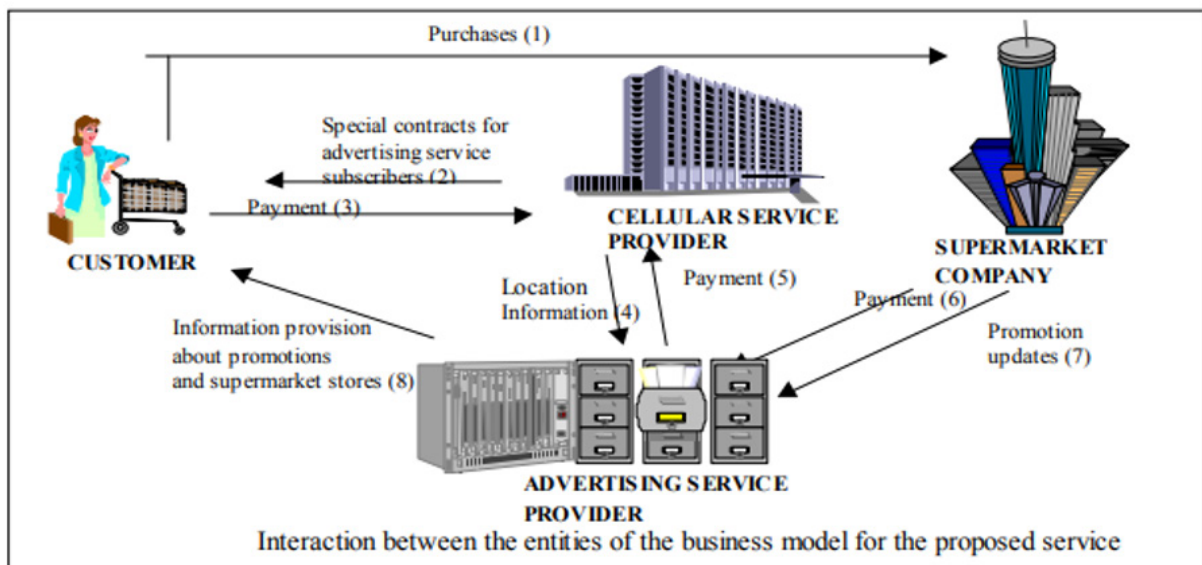 Purchases (1)
Special contracts for
advertising service
subscribers (2)
Payment (3)
CUSTOMER
CELLULAR SERVICE
PROVIDER
SUPERMARKET
COMPANY
Location
Information (4)
Payment (5)
Payment (6)
Promotion
updates (7)
Information provision
about promotions
and supermarket stores (8)
ADVERTISING SERVICE
PROVIDER
Interaction between the entities of the business model for the proposed service